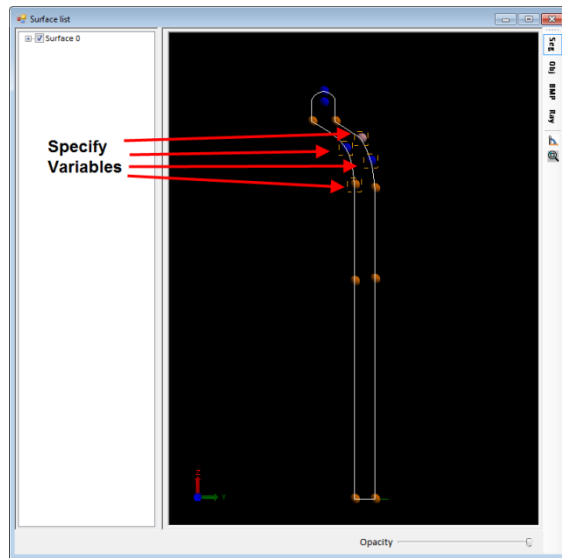 Surface list
Surface 0
Seg
Obj
BMP
Ray
Specify
Variables
Y
Opacity